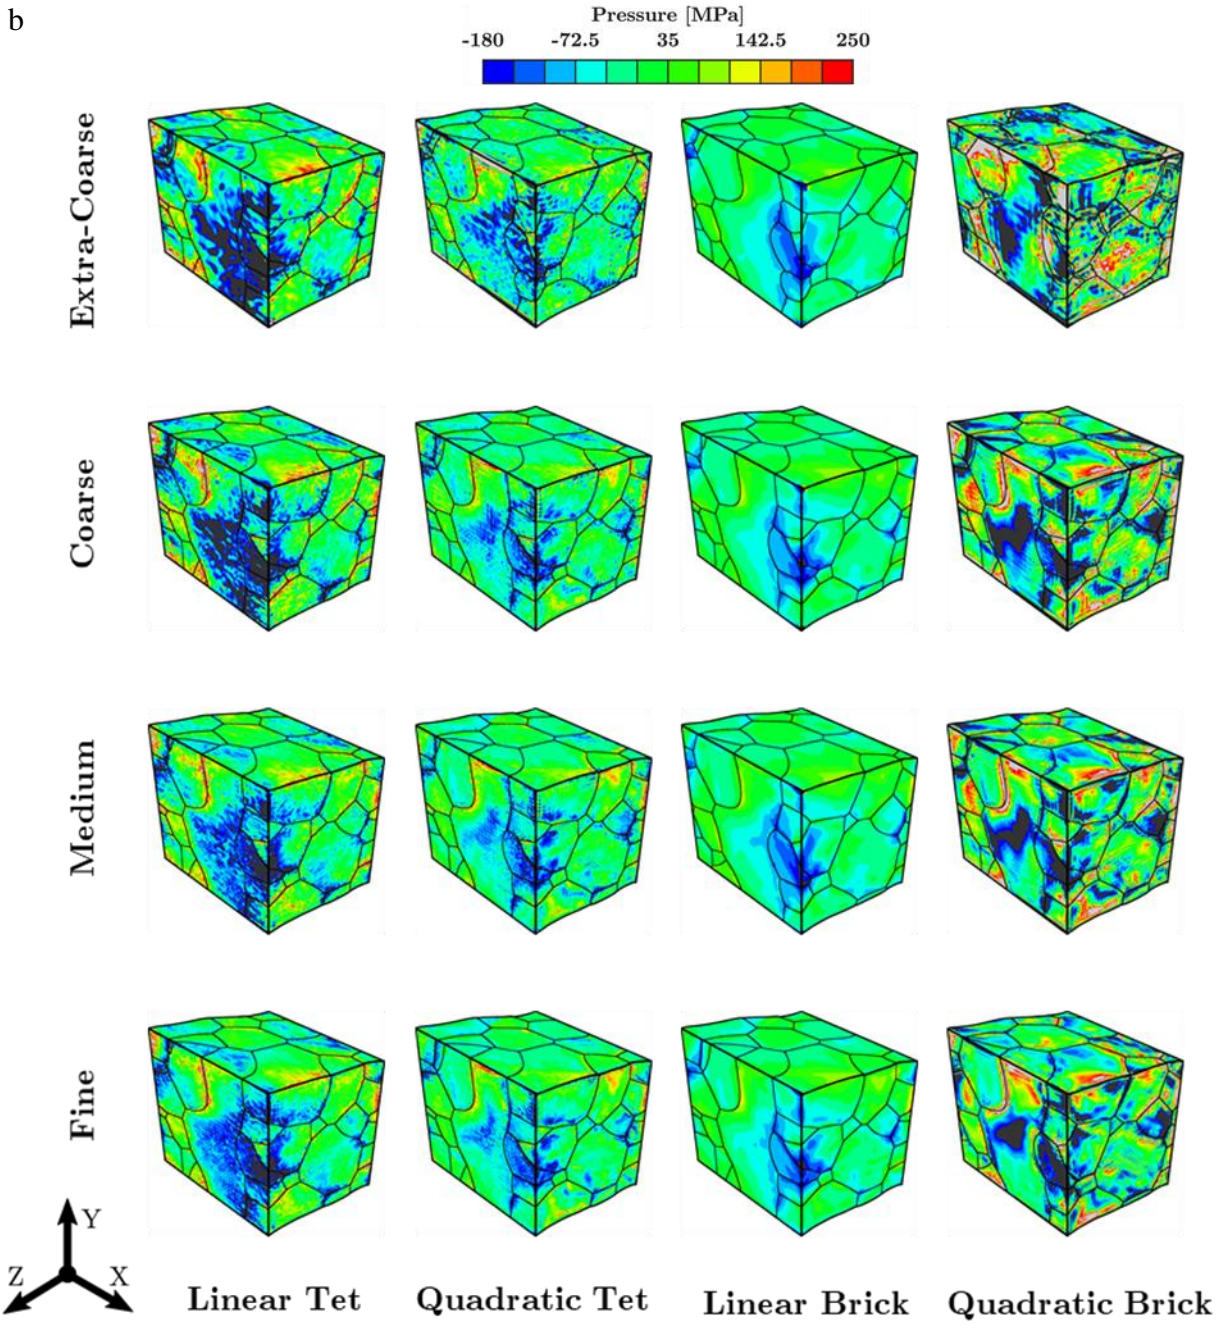 b
Pressure [MPa]
-180 -72.5 35 142.5 250
Extra-Coarse
Coarse
Medium
Fine
Y
Z X
Linear Tet Quadratic Tet Linear Brick Quadratic Brick